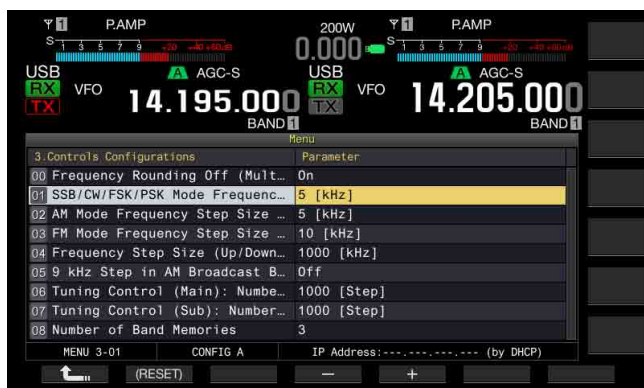 1 P.AMP 200W 1 P.AMP
S 1 3 5 7 9 +20 +40 +60dB 0.000 S 1 3 5 7 9 +20 +40 +60dB
USB A AGC-S USB A AGC-S
RX VFO RX VFO
TX 14.195.000 TX 14.205.000
BAND 1 BAND 1
Menu
3.Controls Configurations Parameter
00 Frequency Rounding Off (Mult… On
01 SSB/CW/FSK/PSK Mode Frequenc… 5 [kHz]
02 AM Mode Frequency Step Size … 5 [kHz]
03 FM Mode Frequency Step Size … 10 [kHz]
04 Frequency Step Size (Up/Down… 1000 [kHz]
05 9 kHz Step in AM Broadcast B… Off
06 Tuning Control (Main): Numbe… 1000 [Step]
07 Tuning Control (Sub): Number… 1000 [Step]
08 Number of Band Memories 3
MENU 3-01 CONFIG A IP Address:---.---.---.--- (by DHCP)
(RESET) − +